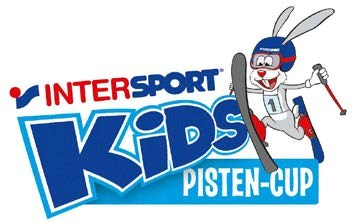 INTERSPORT®
KiDS
PISTEN-CUP
1